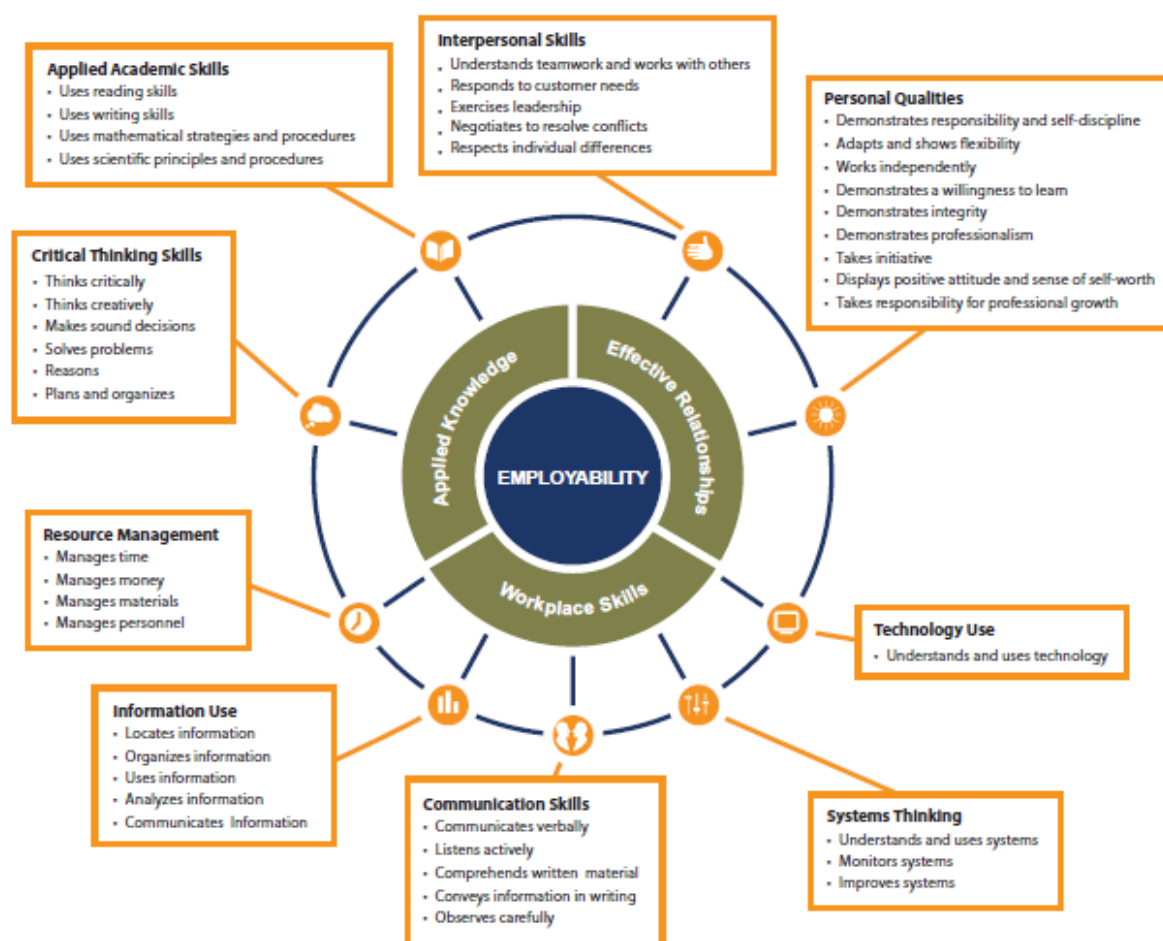 Applied Academic Skills
• Uses reading skills
• Uses writing skills
• Uses mathematical strategies and procedures
• Uses scientific principles and procedures
Interpersonal Skills
• Understands teamwork and works with others
• Responds to customer needs
• Exercises leadership
• Negotiates to resolve conflicts
• Respects individual differences
Personal Qualities
• Demonstrates responsibility and self-discipline
• Adapts and shows flexibility
• Works independently
• Demonstrates a willingness to learn
• Demonstrates integrity
• Demonstrates professionalism
• Takes initiative
• Displays positive attitude and sense of self-worth
• Takes responsibility for professional growth
Critical Thinking Skills
• Thinks critically
• Thinks creatively
• Makes sound decisions
• Solves problems
• Reasons
• Plans and organizes
Applied Knowledge
Effective Relationships
EMPLOYABILITY
Workplace Skills
Resource Management
• Manages time
• Manages money
• Manages materials
• Manages personnel
Technology Use
• Understands and uses technology
Information Use
• Locates information
• Organizes information
• Uses information
• Analyzes information
• Communicates Information
Communication Skills
• Communicates verbally
• Listens actively
• Comprehends written material
• Conveys information in writing
• Observes carefully
Systems Thinking
• Understands and uses systems
• Monitors systems
• Improves systems